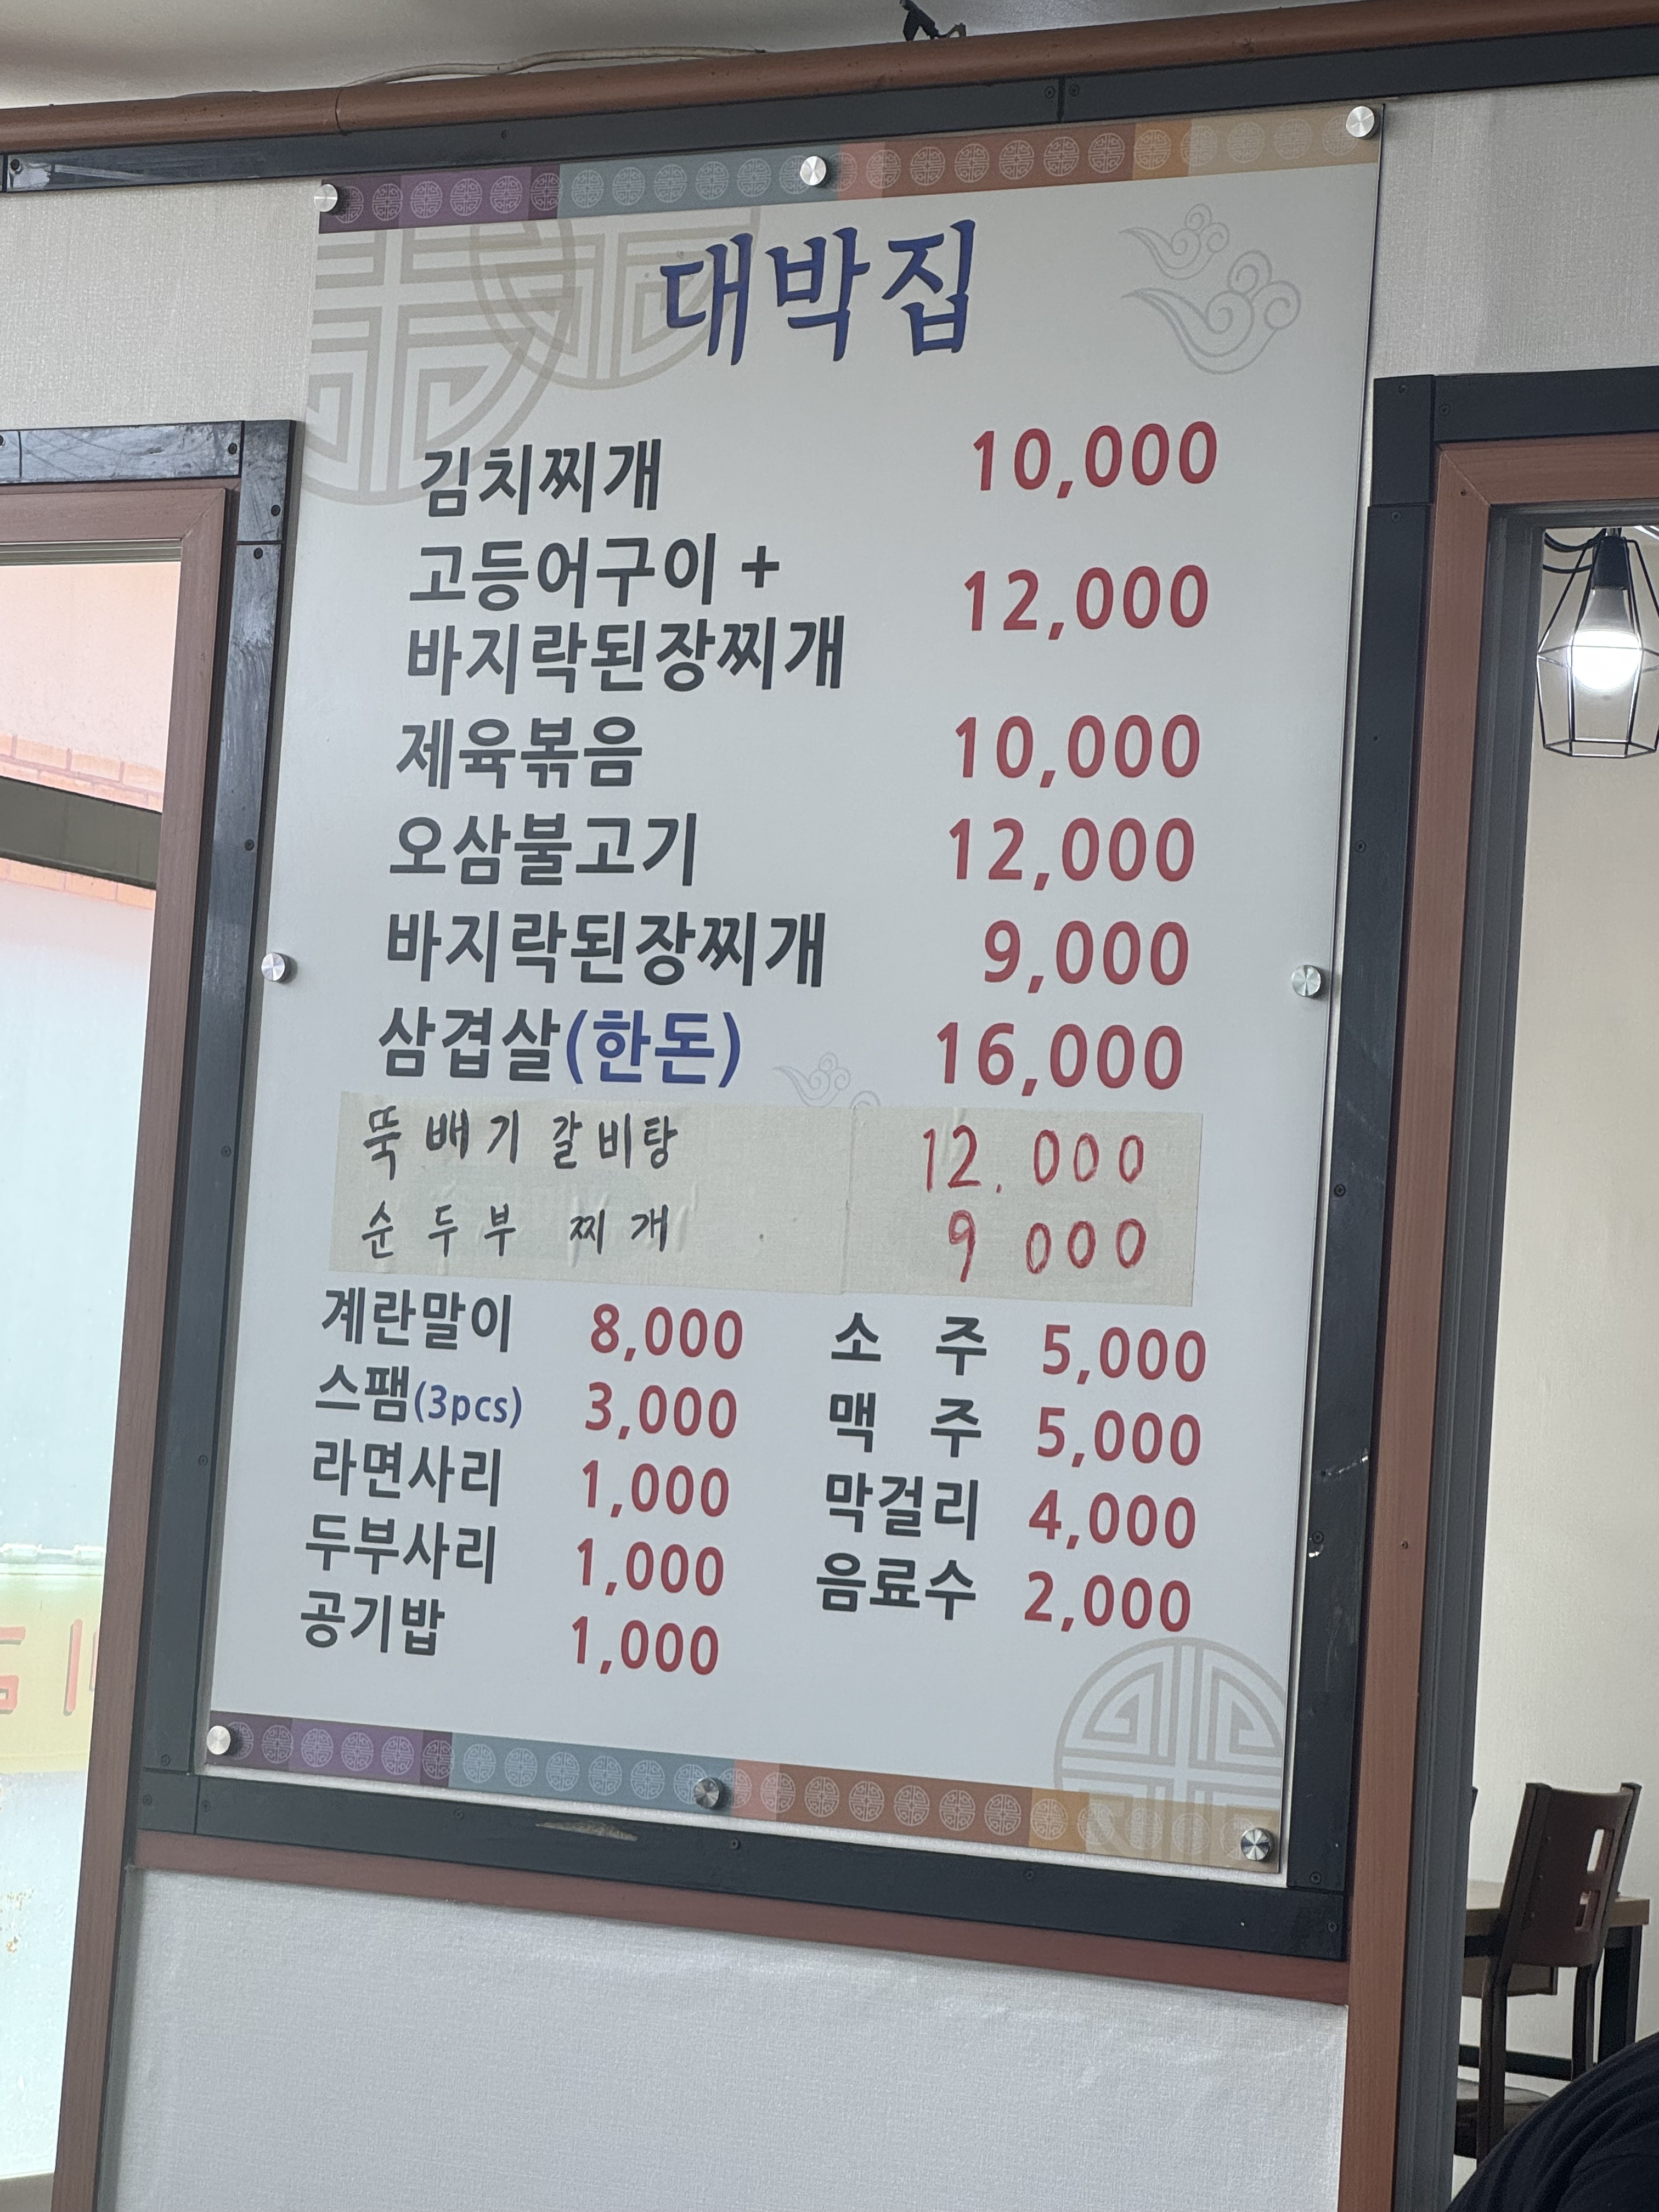 대박집
김치찌개 10,000
고등어구이 +
바지락된장찌개 12,000
제육볶음 10,000
오삼불고기 12,000
바지락된장찌개 9,000
삼겹살(한돈) 16,000
뚝배기 갈비탕 12.000
순두부 찌개 9 000
계란말이 8,000
스팸(3pcs) 3,000
라면사리 1,000
두부사리 1,000
공기밥 1,000
소 주 5,000
맥 주 5,000
막걸리 4,000
음료수 2,000